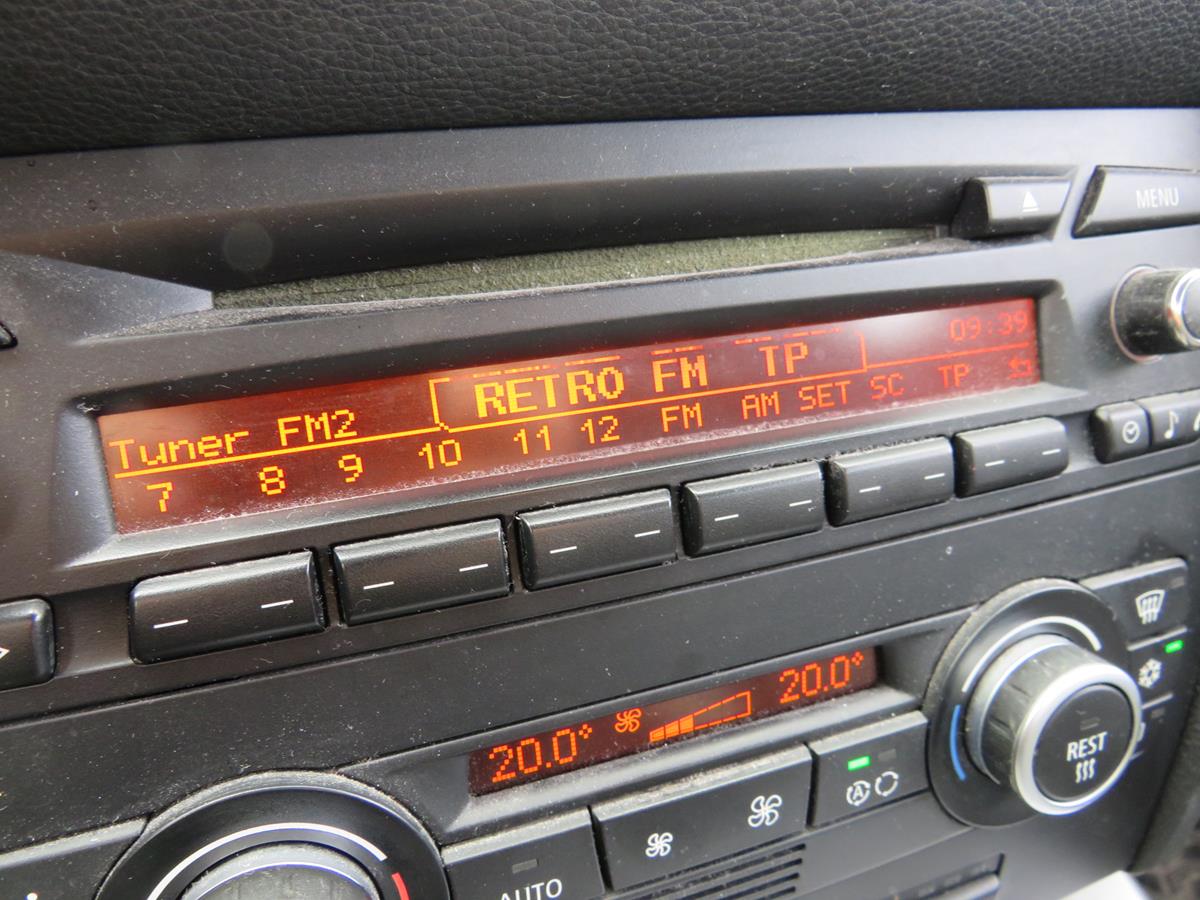 MENU
09:39
Tuner FM2 RETRO FM TP
7 8 9 10 11 12 FM AM SET SC TP
20.0° 20.0°
REST
AUTO